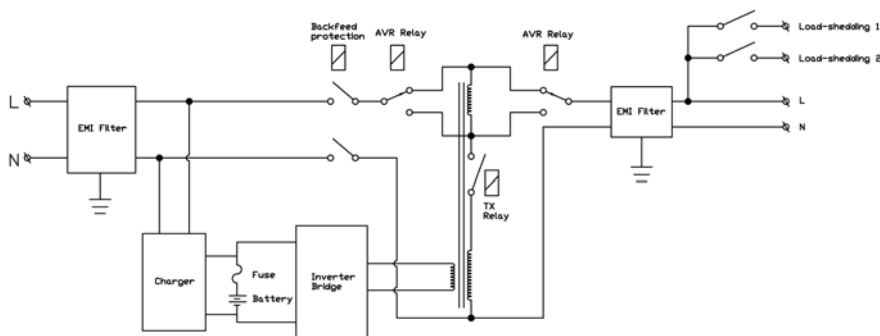 Backfeed
protection
AVR Relay
AVR Relay
Load-shedding 1
Load-shedding 2
L
EMI Filter
EMI Filter
L
N
N
TX
Relay
Charger
Fuse
Battery
Inverter
Bridge